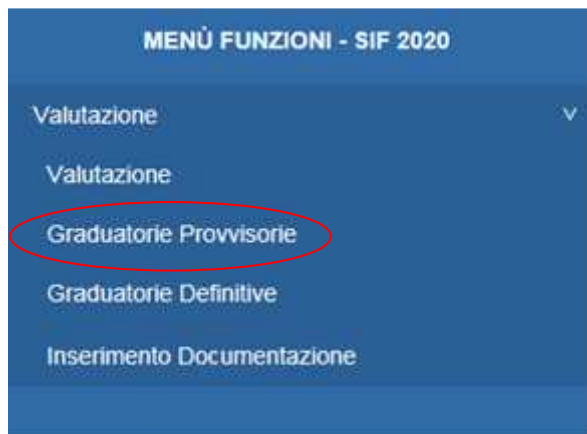 MENÙ FUNZIONI - SIF 2020
Valutazione
Valutazione
Graduatorie Provvisorie
Graduatorie Definitive
Inserimento Documentazione